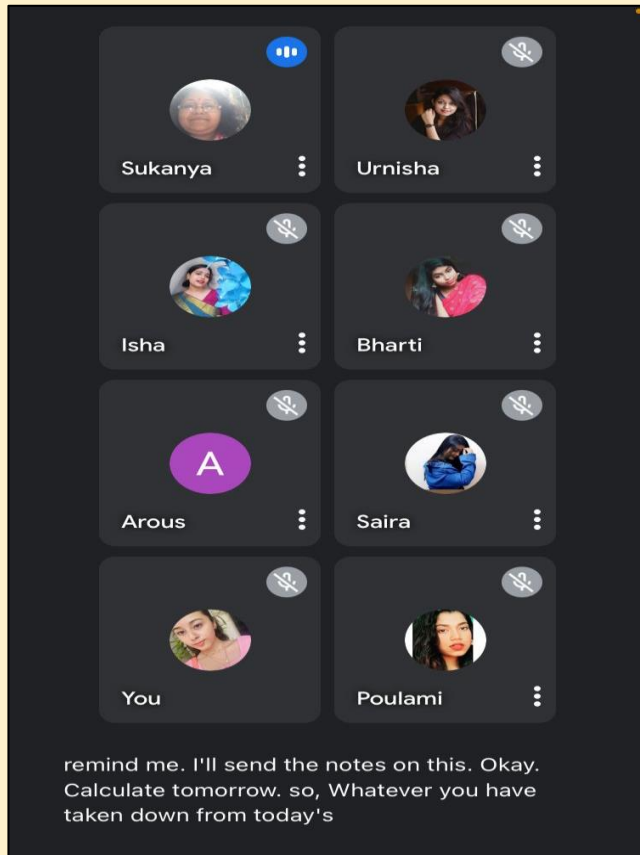 Sukanya
Urnisha
Isha
Bharti
A
Arous
Saira
You
Poulami
remind me. I'll send the notes on this. Okay.
Calculate tomorrow. so, Whatever you have
taken down from today's